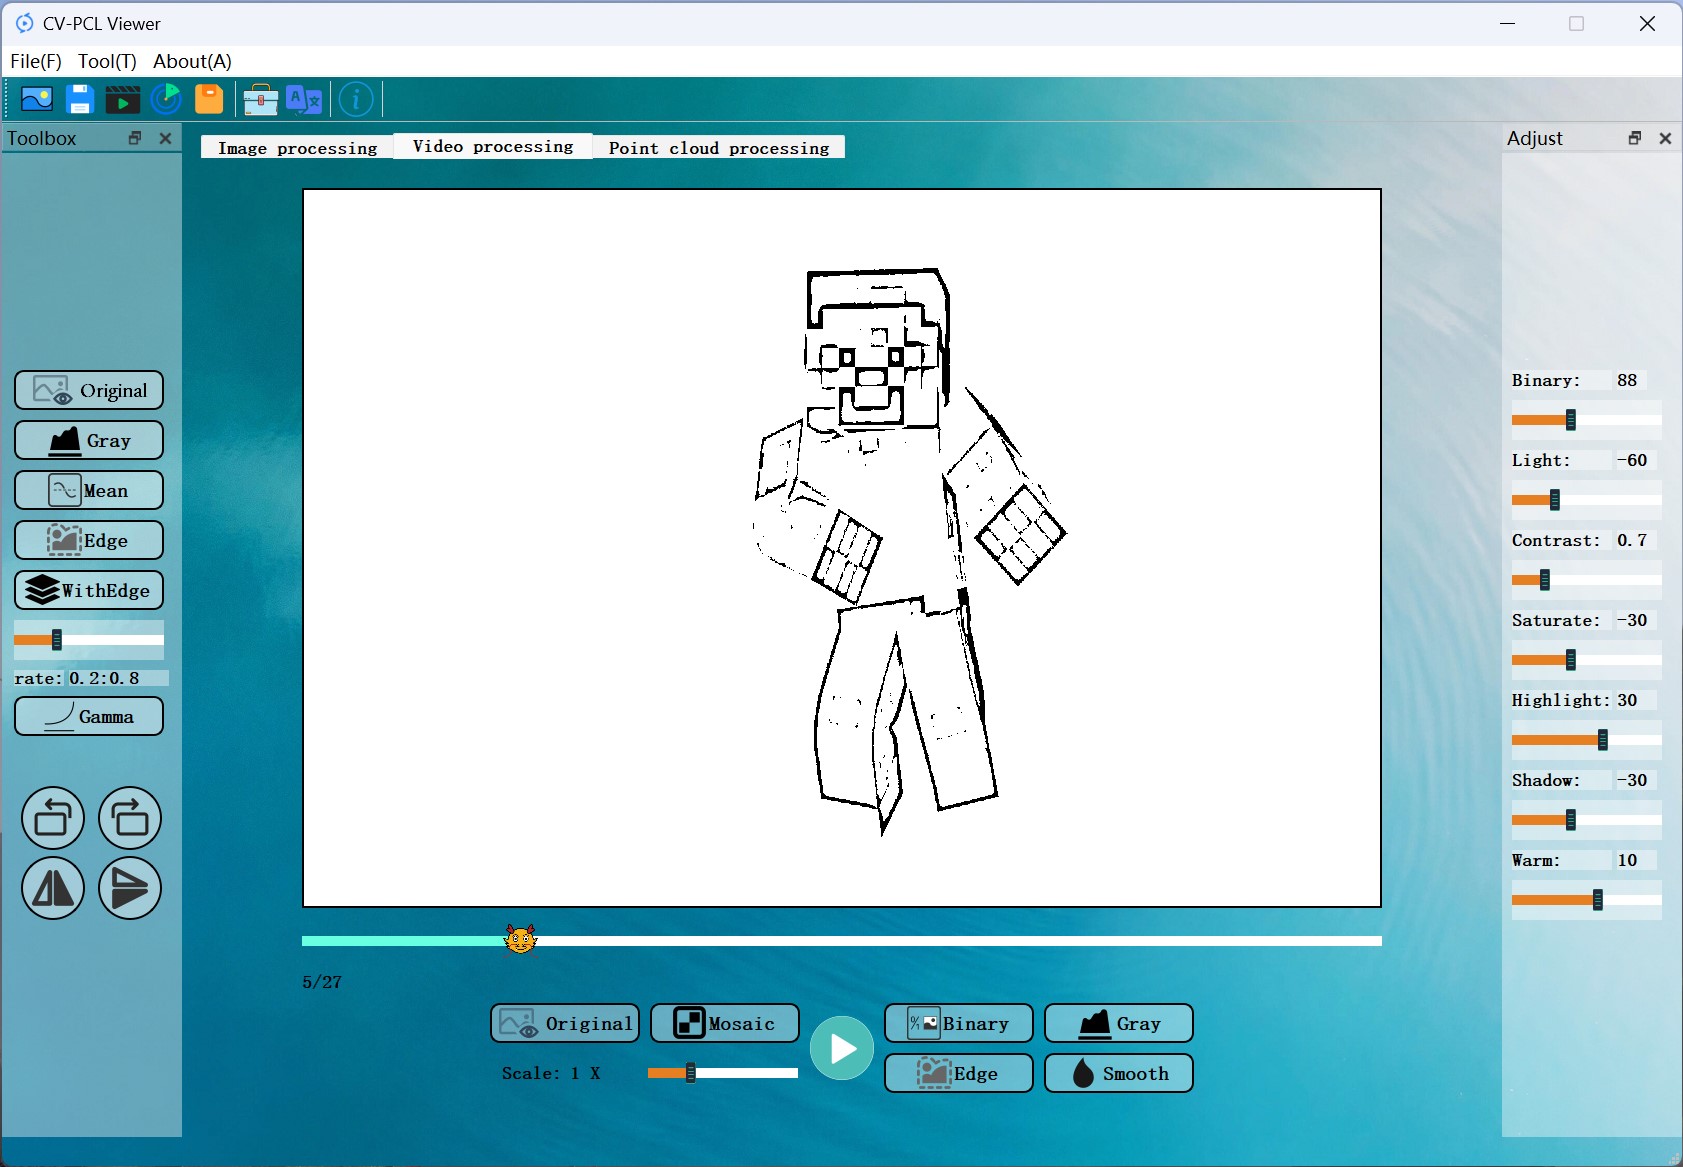 CV-PCL Viewer
File(F) Tool(T) About(A)
Toolbox
Image processing
Video processing
Point cloud processing
Adjust
Original
Gray
Mean
Edge
WithEdge
rate: 0.2:0.8
Gamma
Binary: 88
Light: -60
Contrast: 0.7
Saturate: -30
Highlight: 30
Shadow: -30
Warm: 10
5/27
Original
Mosaic
Binary
Gray
Scale: 1 X
Edge
Smooth